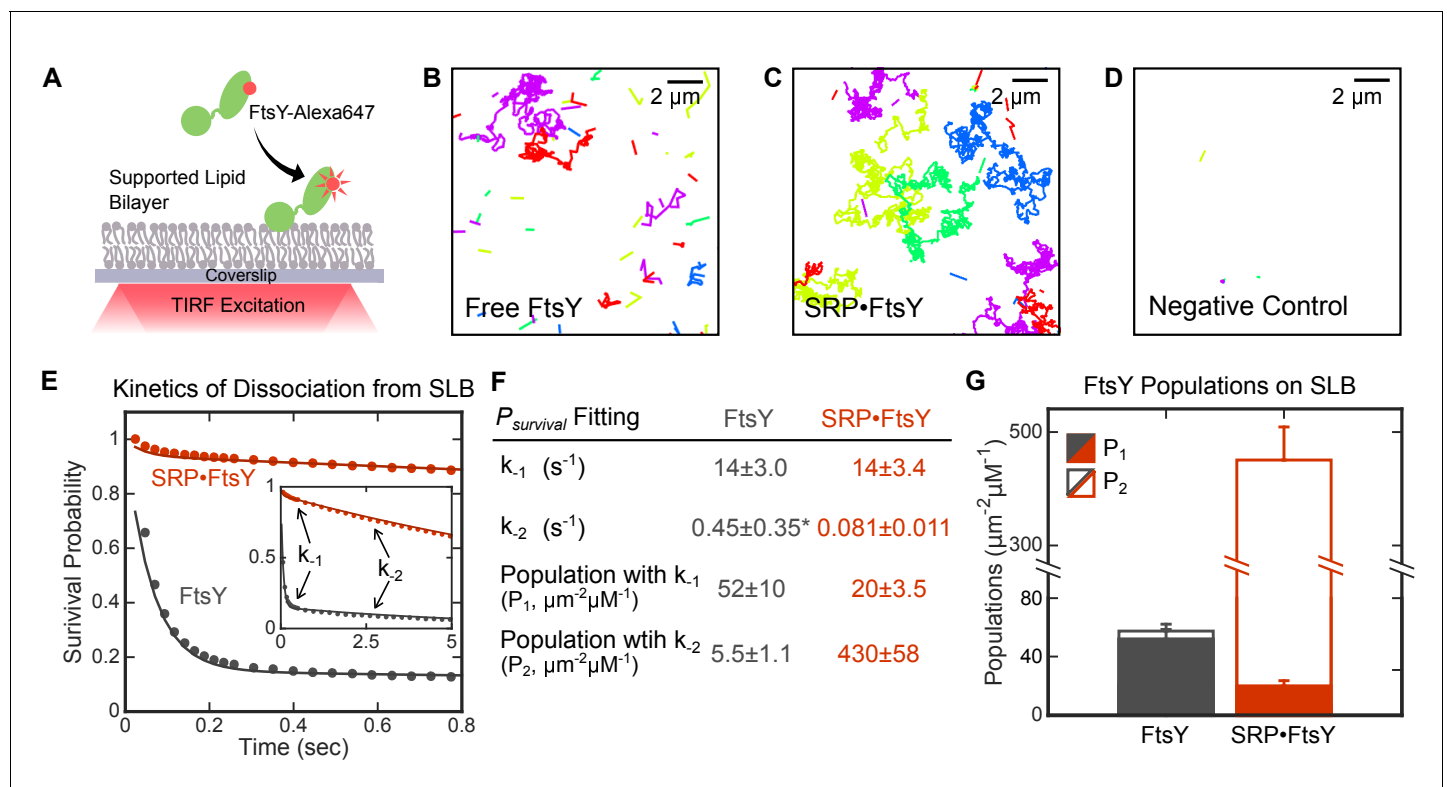 A
FtsY-Alexa647
Supported Lipid
Bilayer
Coverslip
TIRF Excitation
B
2 μm
Free FtsY
C
2 μm
SRP•FtsY
D
2 μm
Negative Control
E
Kinetics of Dissociation from SLB
Surivival Probability
1
0.8
0.6
0.4
0.2
0
SRP•FtsY
FtsY
1
0.5
0
k-1
k-2
0 2.5 5
0 0.2 0.4 0.6 0.8
Time (sec)
F
Psurvival Fitting FtsY SRP•FtsY
k-1 (s-1) 14±3.0 14±3.4
k-2 (s-1) 0.45±0.35* 0.081±0.011
Population with k-1
(P1, μm-2μM-1) 52±10 20±3.5
Population wtih k-2
(P2, μm-2μM-1) 5.5±1.1 430±58
G
FtsY Populations on SLB
Populations (μm-2μM-1)
500
300
80
40
0
P1
P2
FtsY SRP•FtsY